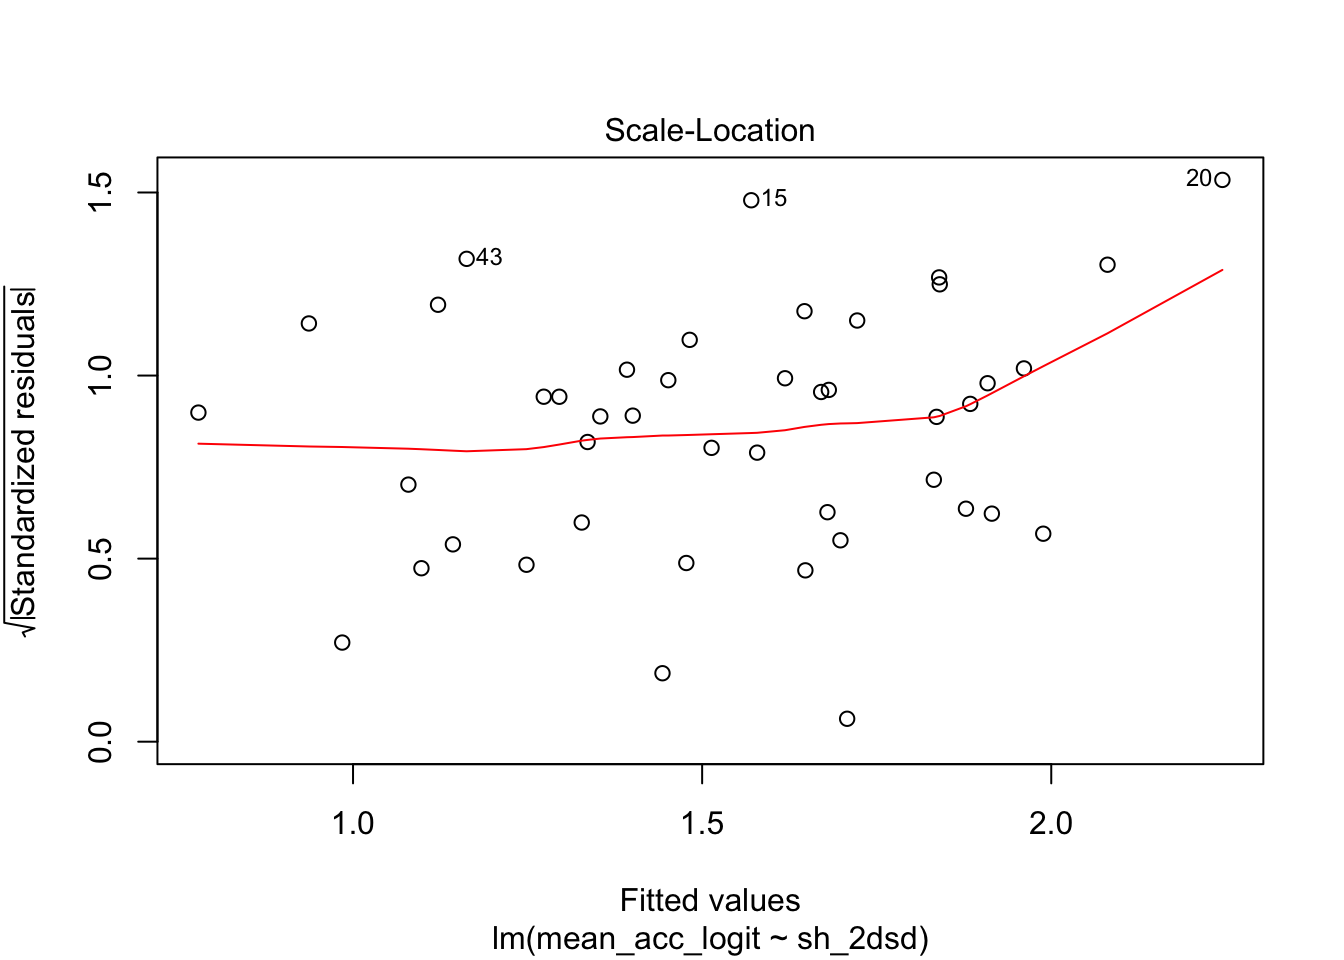 Scale-Location
√|Standardized residuals|
1.5
1.0
0.5
0.0
20
15
43
1.0 1.5 2.0
Fitted values
lm(mean_acc_logit ~ sh_2dsd)